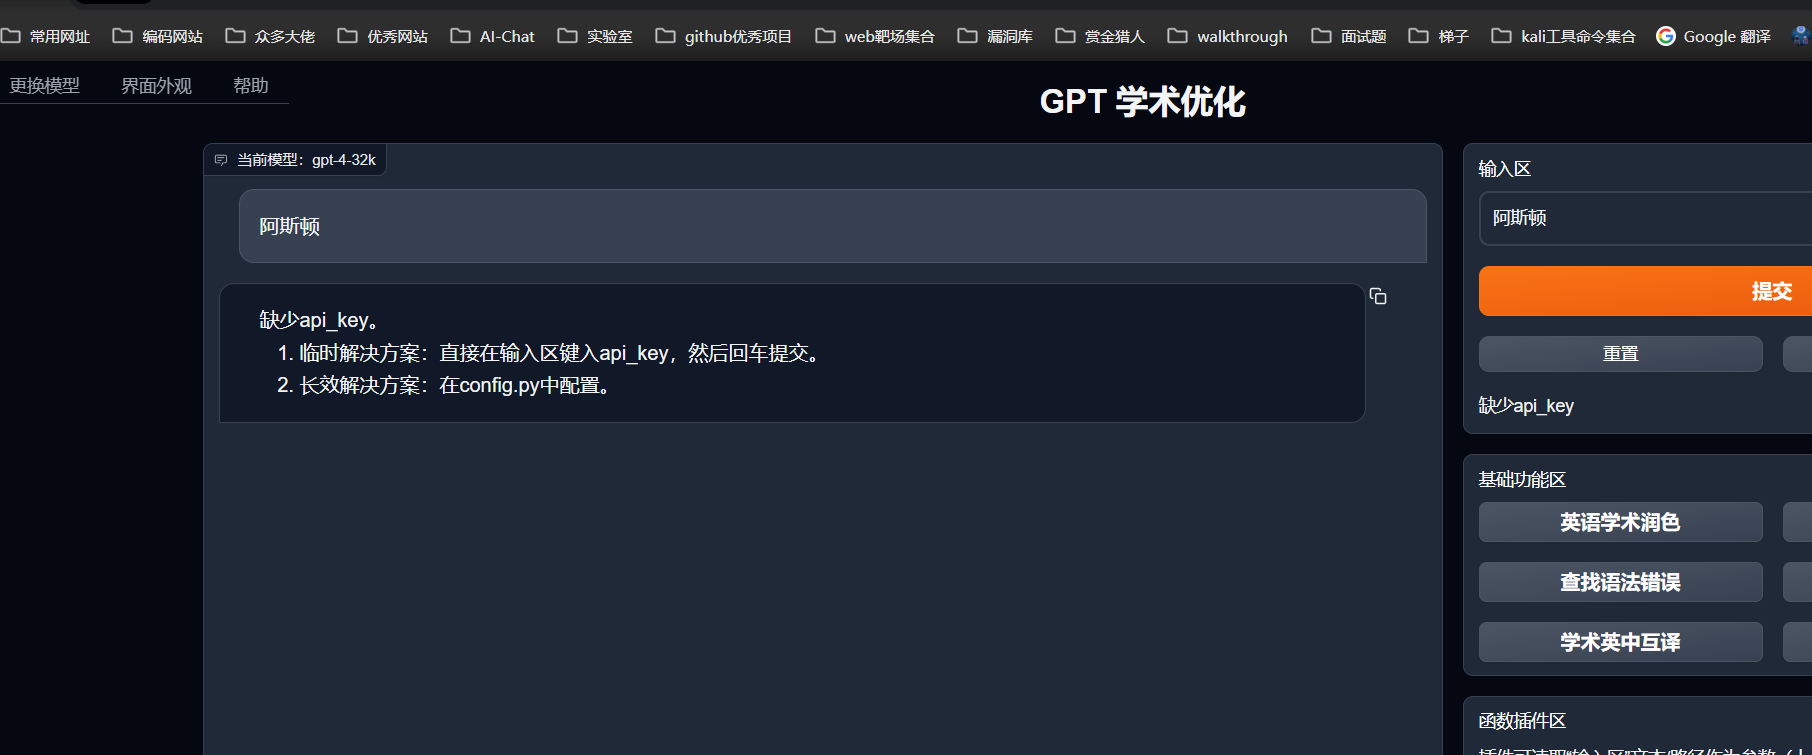 常用网址 编码网站 众多大佬 优秀网站 AI-Chat 实验室 github优秀项目 web靶场集合 漏洞库 赏金猎人 walkthrough 面试题 梯子 kali工具命令集合 Google 翻译
更换模型 界面外观 帮助
GPT 学术优化
当前模型：gpt-4-32k
阿斯顿
缺少api_key。
1. 临时解决方案：直接在输入区键入api_key，然后回车提交。
2. 长效解决方案：在config.py中配置。
输入区
阿斯顿
提交
重置
缺少api_key
基础功能区
英语学术润色
查找语法错误
学术英中互译
函数插件区